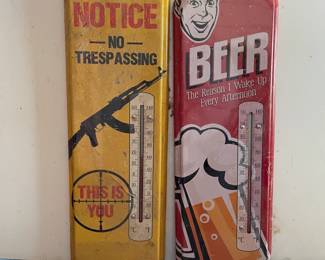 NOTICE
NO
TRESPASSING
THIS IS
YOU
BEER
The Reason I Wake Up
Every Afternoon